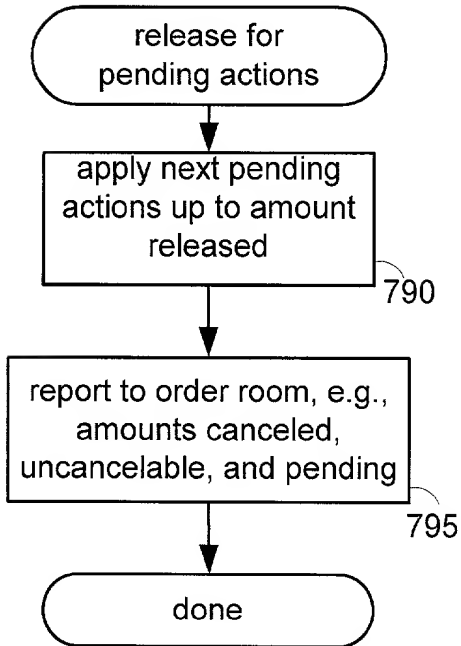 release for
pending actions
apply next pending
actions up to amount
released
790
report to order room, e.g.,
amounts canceled,
uncancelable, and pending
795
done